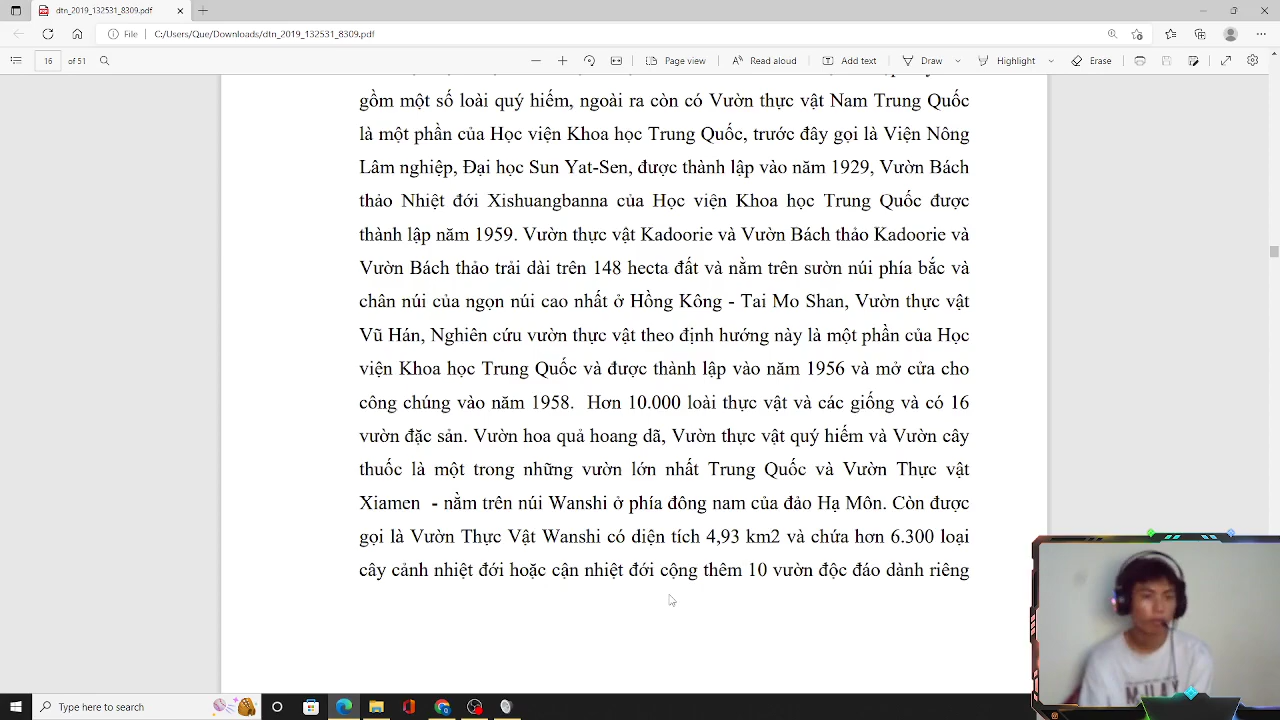 dtn_2019_132531_8309.pdf
File C:/Users/Que/Downloads/dtn_2019_132531_8309.pdf
16 of 51 Page view Read aloud Add text Draw Highlight Erase
gồm một số loài quý hiếm, ngoài ra còn có Vườn thực vật Nam Trung Quốc
là một phần của Học viện Khoa học Trung Quốc, trước đây gọi là Viện Nông
Lâm nghiệp, Đại học Sun Yat-Sen, được thành lập vào năm 1929, Vườn Bách
thảo Nhiệt đới Xishuangbanna của Học viện Khoa học Trung Quốc được
thành lập năm 1959. Vườn thực vật Kadoorie và Vườn Bách thảo Kadoorie và
Vườn Bách thảo trải dài trên 148 hecta đất và nằm trên sườn núi phía bắc và
chân núi của ngọn núi cao nhất ở Hồng Kông - Tai Mo Shan, Vườn thực vật
Vũ Hán, Nghiên cứu vườn thực vật theo định hướng này là một phần của Học
viện Khoa học Trung Quốc và được thành lập vào năm 1956 và mở cửa cho
công chúng vào năm 1958. Hơn 10.000 loài thực vật và các giống và có 16
vườn đặc sản. Vườn hoa quả hoang dã, Vườn thực vật quý hiếm và Vườn cây
thuốc là một trong những vườn lớn nhất Trung Quốc và Vườn Thực vật
Xiamen - nằm trên núi Wanshi ở phía đông nam của đảo Hạ Môn. Còn được
gọi là Vườn Thực Vật Wanshi có diện tích 4,93 km2 và chứa hơn 6.300 loại
cây cảnh nhiệt đới hoặc cận nhiệt đới cộng thêm 10 vườn độc đáo dành riêng
Type here to search